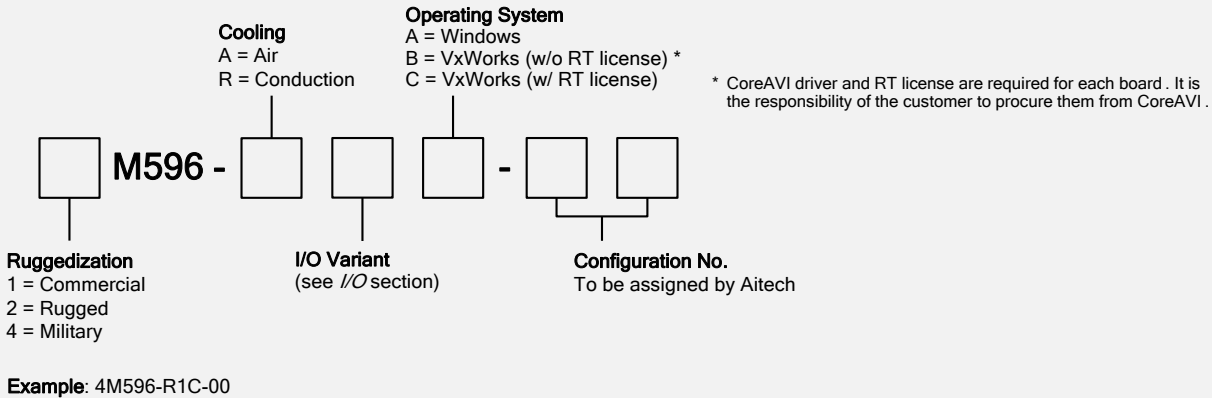 Operating System
A = Windows
B = VxWorks (w/o RT license) *
C = VxWorks (w/ RT license)
Cooling
A = Air
R = Conduction
* CoreAVI driver and RT license are required for each board . It is
the responsibility of the customer to procure them from CoreAVI .
M596 - -
Ruggedization
1 = Commercial
2 = Rugged
4 = Military
I/O Variant
(see I/O section)
Configuration No.
To be assigned by Aitech
Example: 4M596-R1C-00